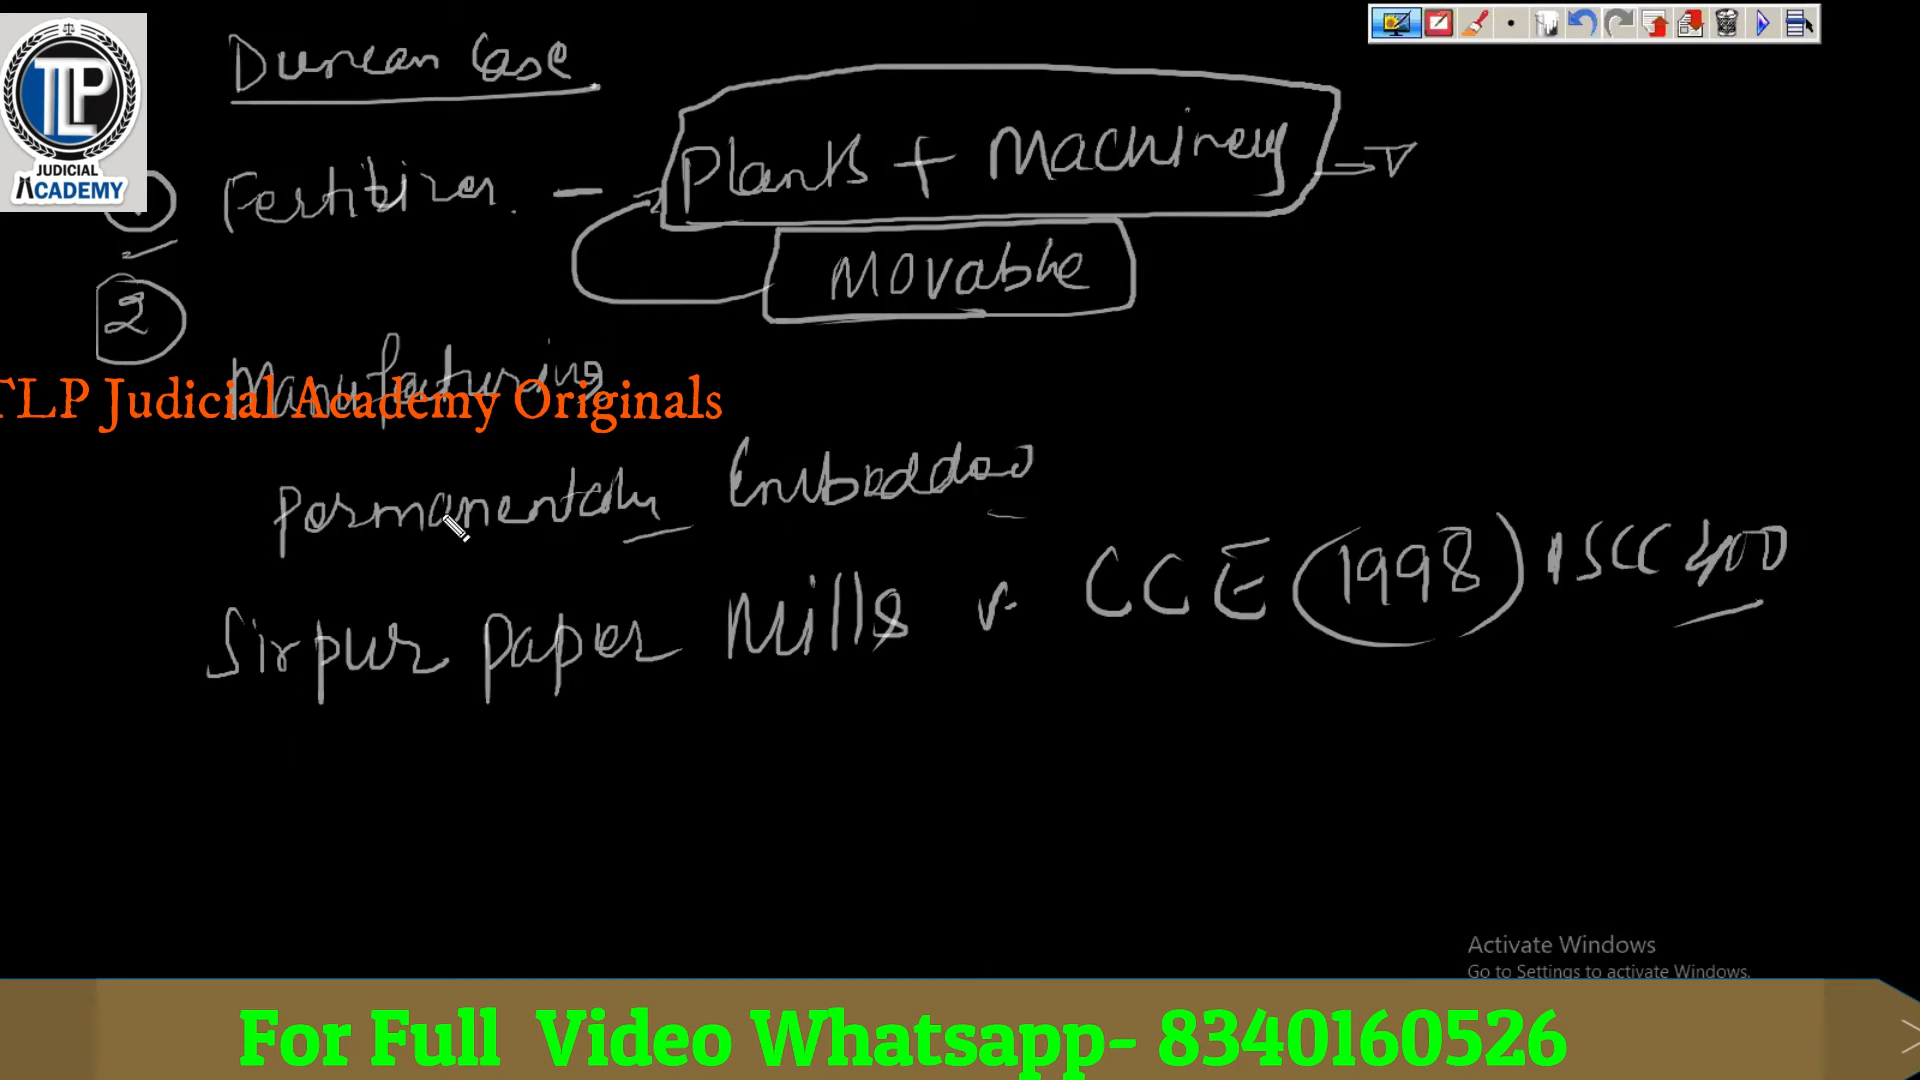 Duncan Case
TLP
JUDICIAL
ACADEMY
1 Fertilizer. - Plants + Machinery
Movable
2
Manufacturing
TLP Judicial Academy Originals
Permanently Embedded
Sirpur Paper Mills v. CCE (1998) 1 SCC 400
Activate Windows
Go to Settings to activate Windows.
For Full Video Whatsapp- 8340160526